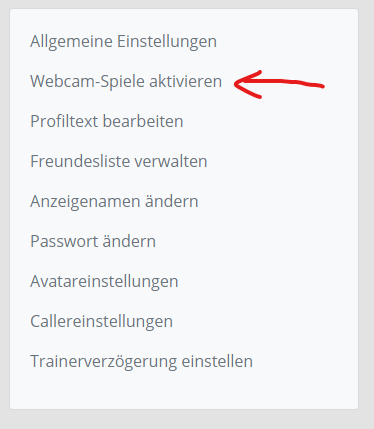 Allgemeine Einstellungen
Webcam-Spiele aktivieren
Profiltext bearbeiten
Freundesliste verwalten
Anzeigenamen ändern
Passwort ändern
Avatareinstellungen
Callereinstellungen
Trainerverzögerung einstellen